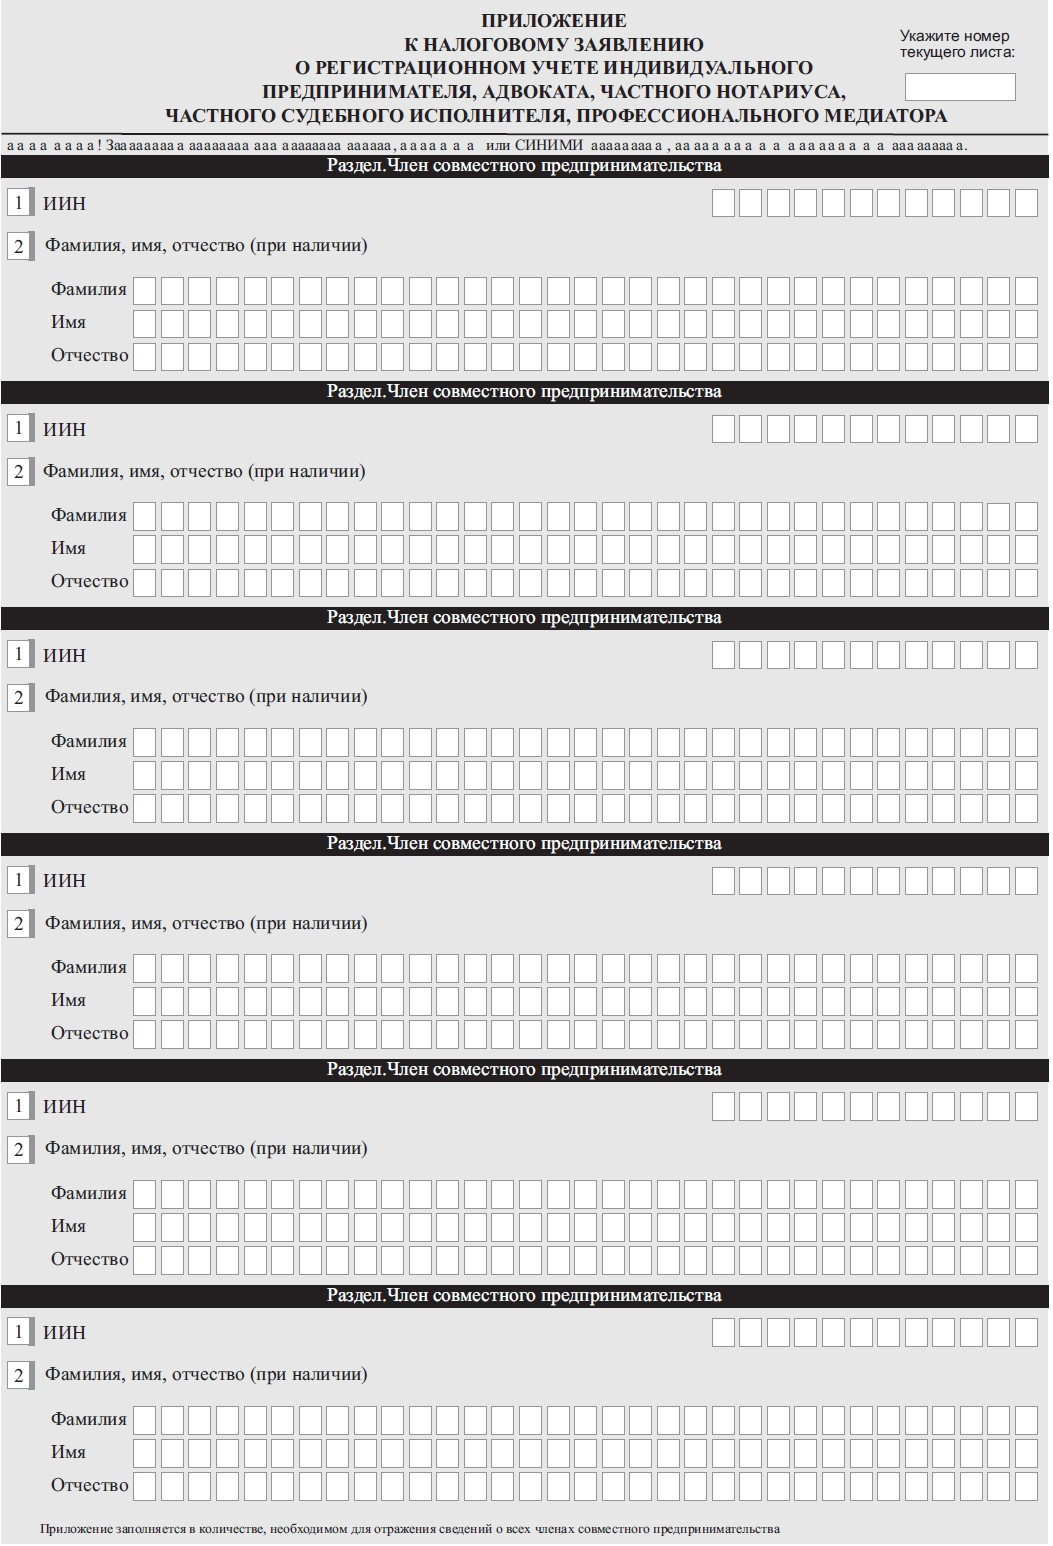 ПРИЛОЖЕНИЕ
К НАЛОГОВОМУ ЗАЯВЛЕНИЮ
О РЕГИСТРАЦИОННОМ УЧЕТЕ ИНДИВИДУАЛЬНОГО
ПРЕДПРИНИМАТЕЛЯ, АДВОКАТА, ЧАСТНОГО НОТАРИУСА,
ЧАСТНОГО СУДЕБНОГО ИСПОЛНИТЕЛЯ, ПРОФЕССИОНАЛЬНОГО МЕДИАТОРА
Укажите номер
текущего листа:
или СИНИМИ
Раздел.Член совместного предпринимательства
1 ИИН
2 Фамилия, имя, отчество (при наличии)
Фамилия
Имя
Отчество
Раздел.Член совместного предпринимательства
1 ИИН
2 Фамилия, имя, отчество (при наличии)
Фамилия
Имя
Отчество
Раздел.Член совместного предпринимательства
1 ИИН
2 Фамилия, имя, отчество (при наличии)
Фамилия
Имя
Отчество
Раздел.Член совместного предпринимательства
1 ИИН
2 Фамилия, имя, отчество (при наличии)
Фамилия
Имя
Отчество
Раздел.Член совместного предпринимательства
1 ИИН
2 Фамилия, имя, отчество (при наличии)
Фамилия
Имя
Отчество
Раздел.Член совместного предпринимательства
1 ИИН
2 Фамилия, имя, отчество (при наличии)
Фамилия
Имя
Отчество
Приложение заполняется в количестве, необходимом для отражения сведений о всех членах совместного предпринимательства